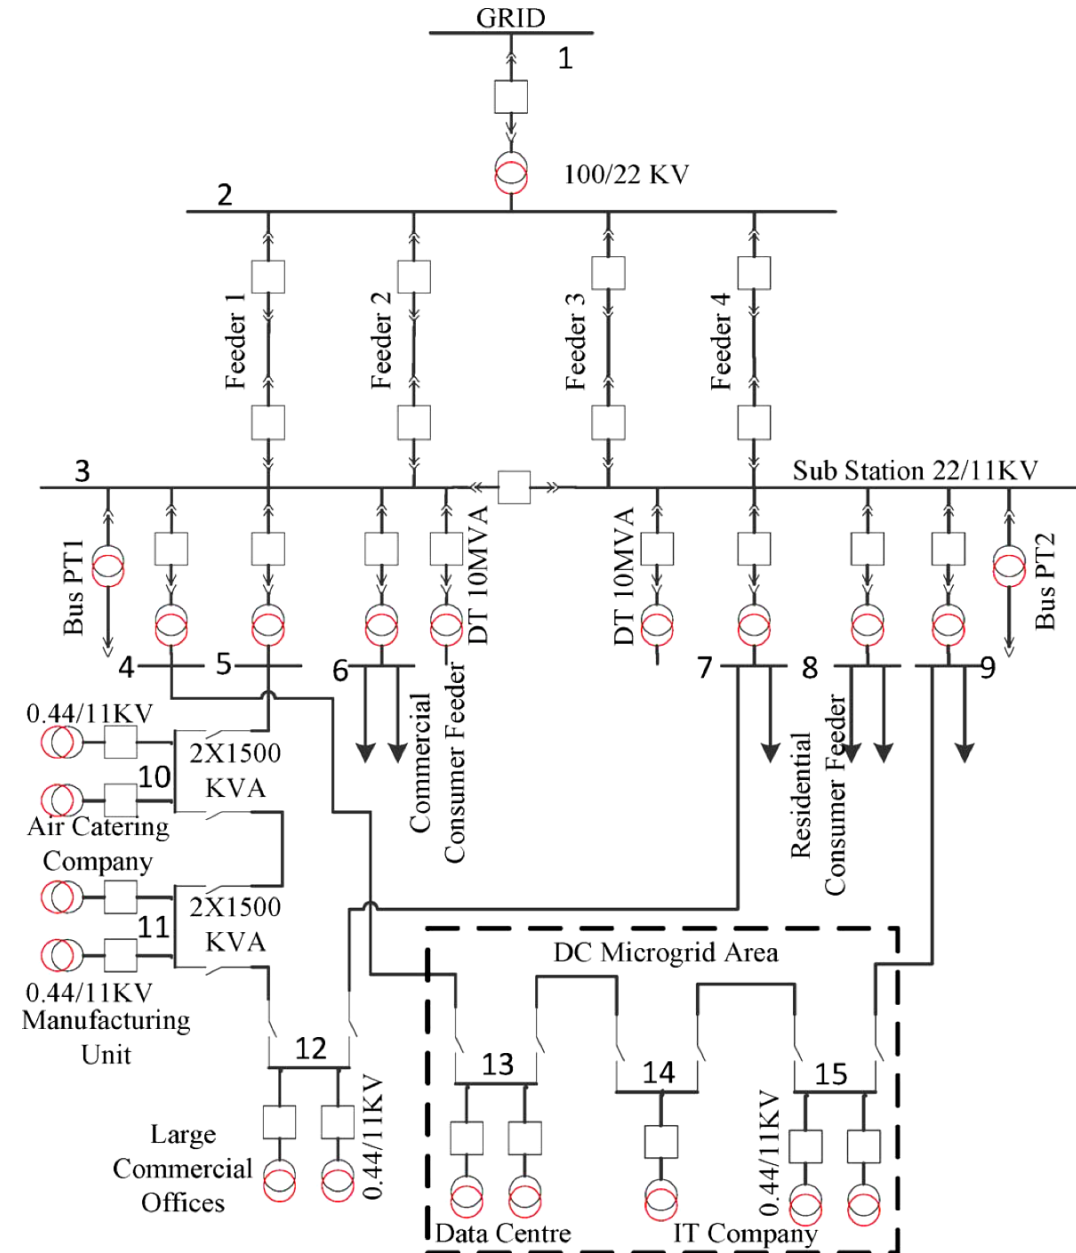 GRID
1
100/22 KV
2
Feeder 1
Feeder 2
Feeder 3
Feeder 4
3
Sub Station 22/11KV
Bus PT1
DT 10MVA
DT 10MVA
Bus PT2
4
5
6
7
8
9
Commercial
Consumer Feeder
Residential
Consumer Feeder
0.44/11KV
2X1500
KVA
10
Air Catering
Company
2X1500
KVA
11
0.44/11KV
Manufacturing
Unit
DC Microgrid Area
12
13
14
15
Large
Commercial
Offices
0.44/11KV
0.44/11KV
Data Centre
IT Company